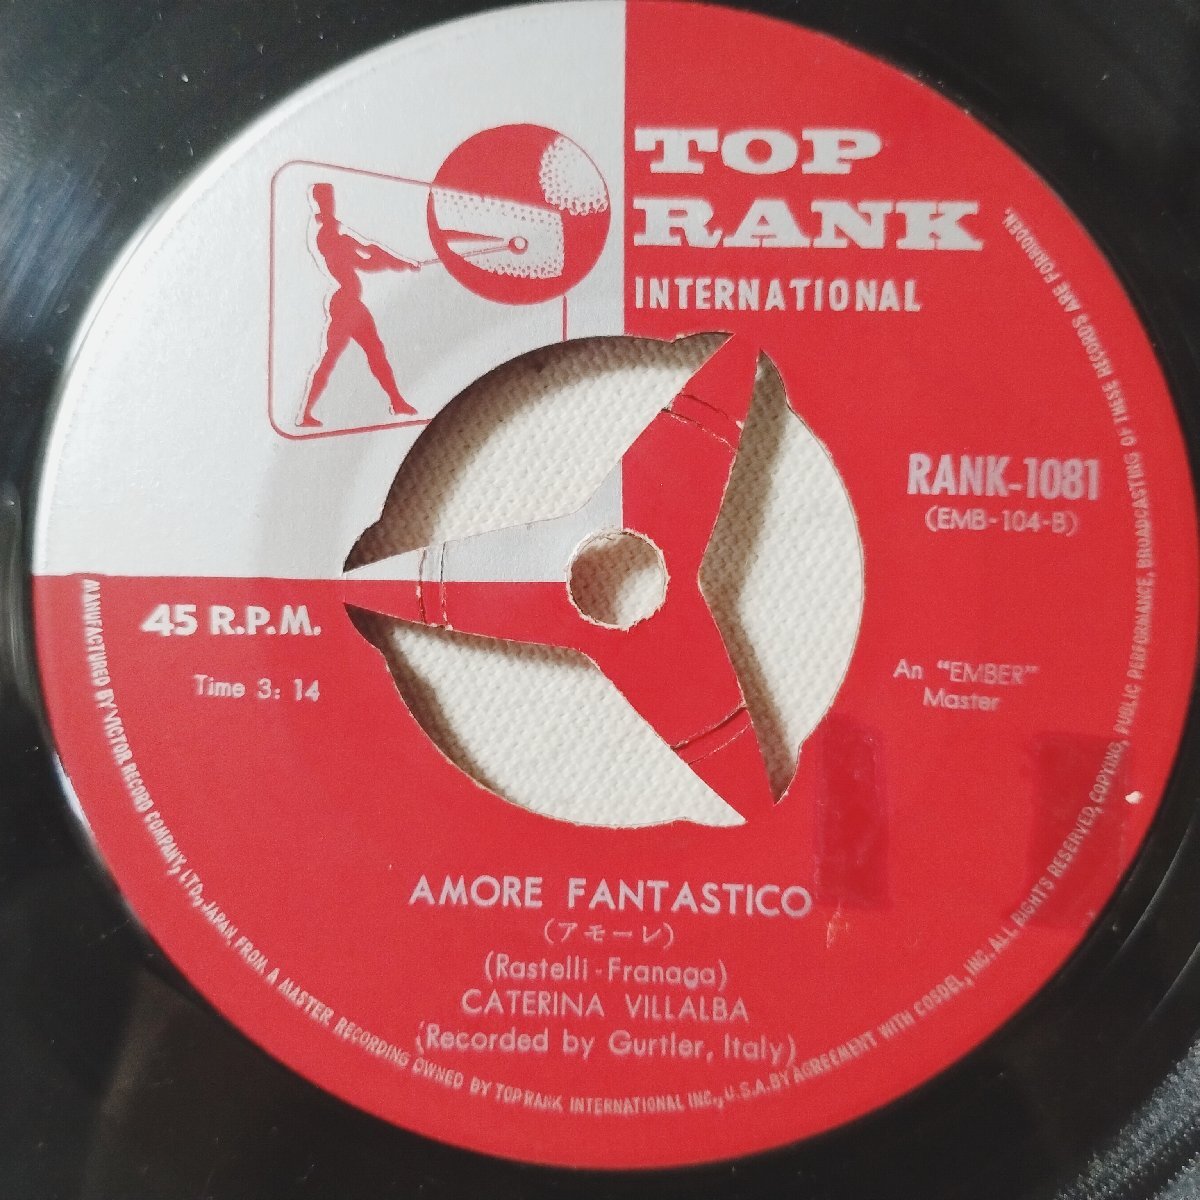 TOP
RANK
INTERNATIONAL
RANK-1081
(EMB-104-B)
45 R.P.M.
Time 3: 14
An "EMBER"
Master
AMORE FANTASTICO
(アモーレ)
(Rastelli-Franaga)
CATERINA VILLALBA
(Recorded by Gurtler, Italy)
MANUFACTURED BY VICTOR RECORD COMPANY, LTD., JAPAN FROM A MASTER RECORDING OWNED BY TOP RANK INTERNATIONAL INC., U.S.A. BY AGREEMENT WITH COSDEL, INC. ALL RIGHTS RESERVED, COPYING, PUBLIC PERFORMANCE, BROADCASTING OF THESE RECORDS ARE FORBIDDEN.